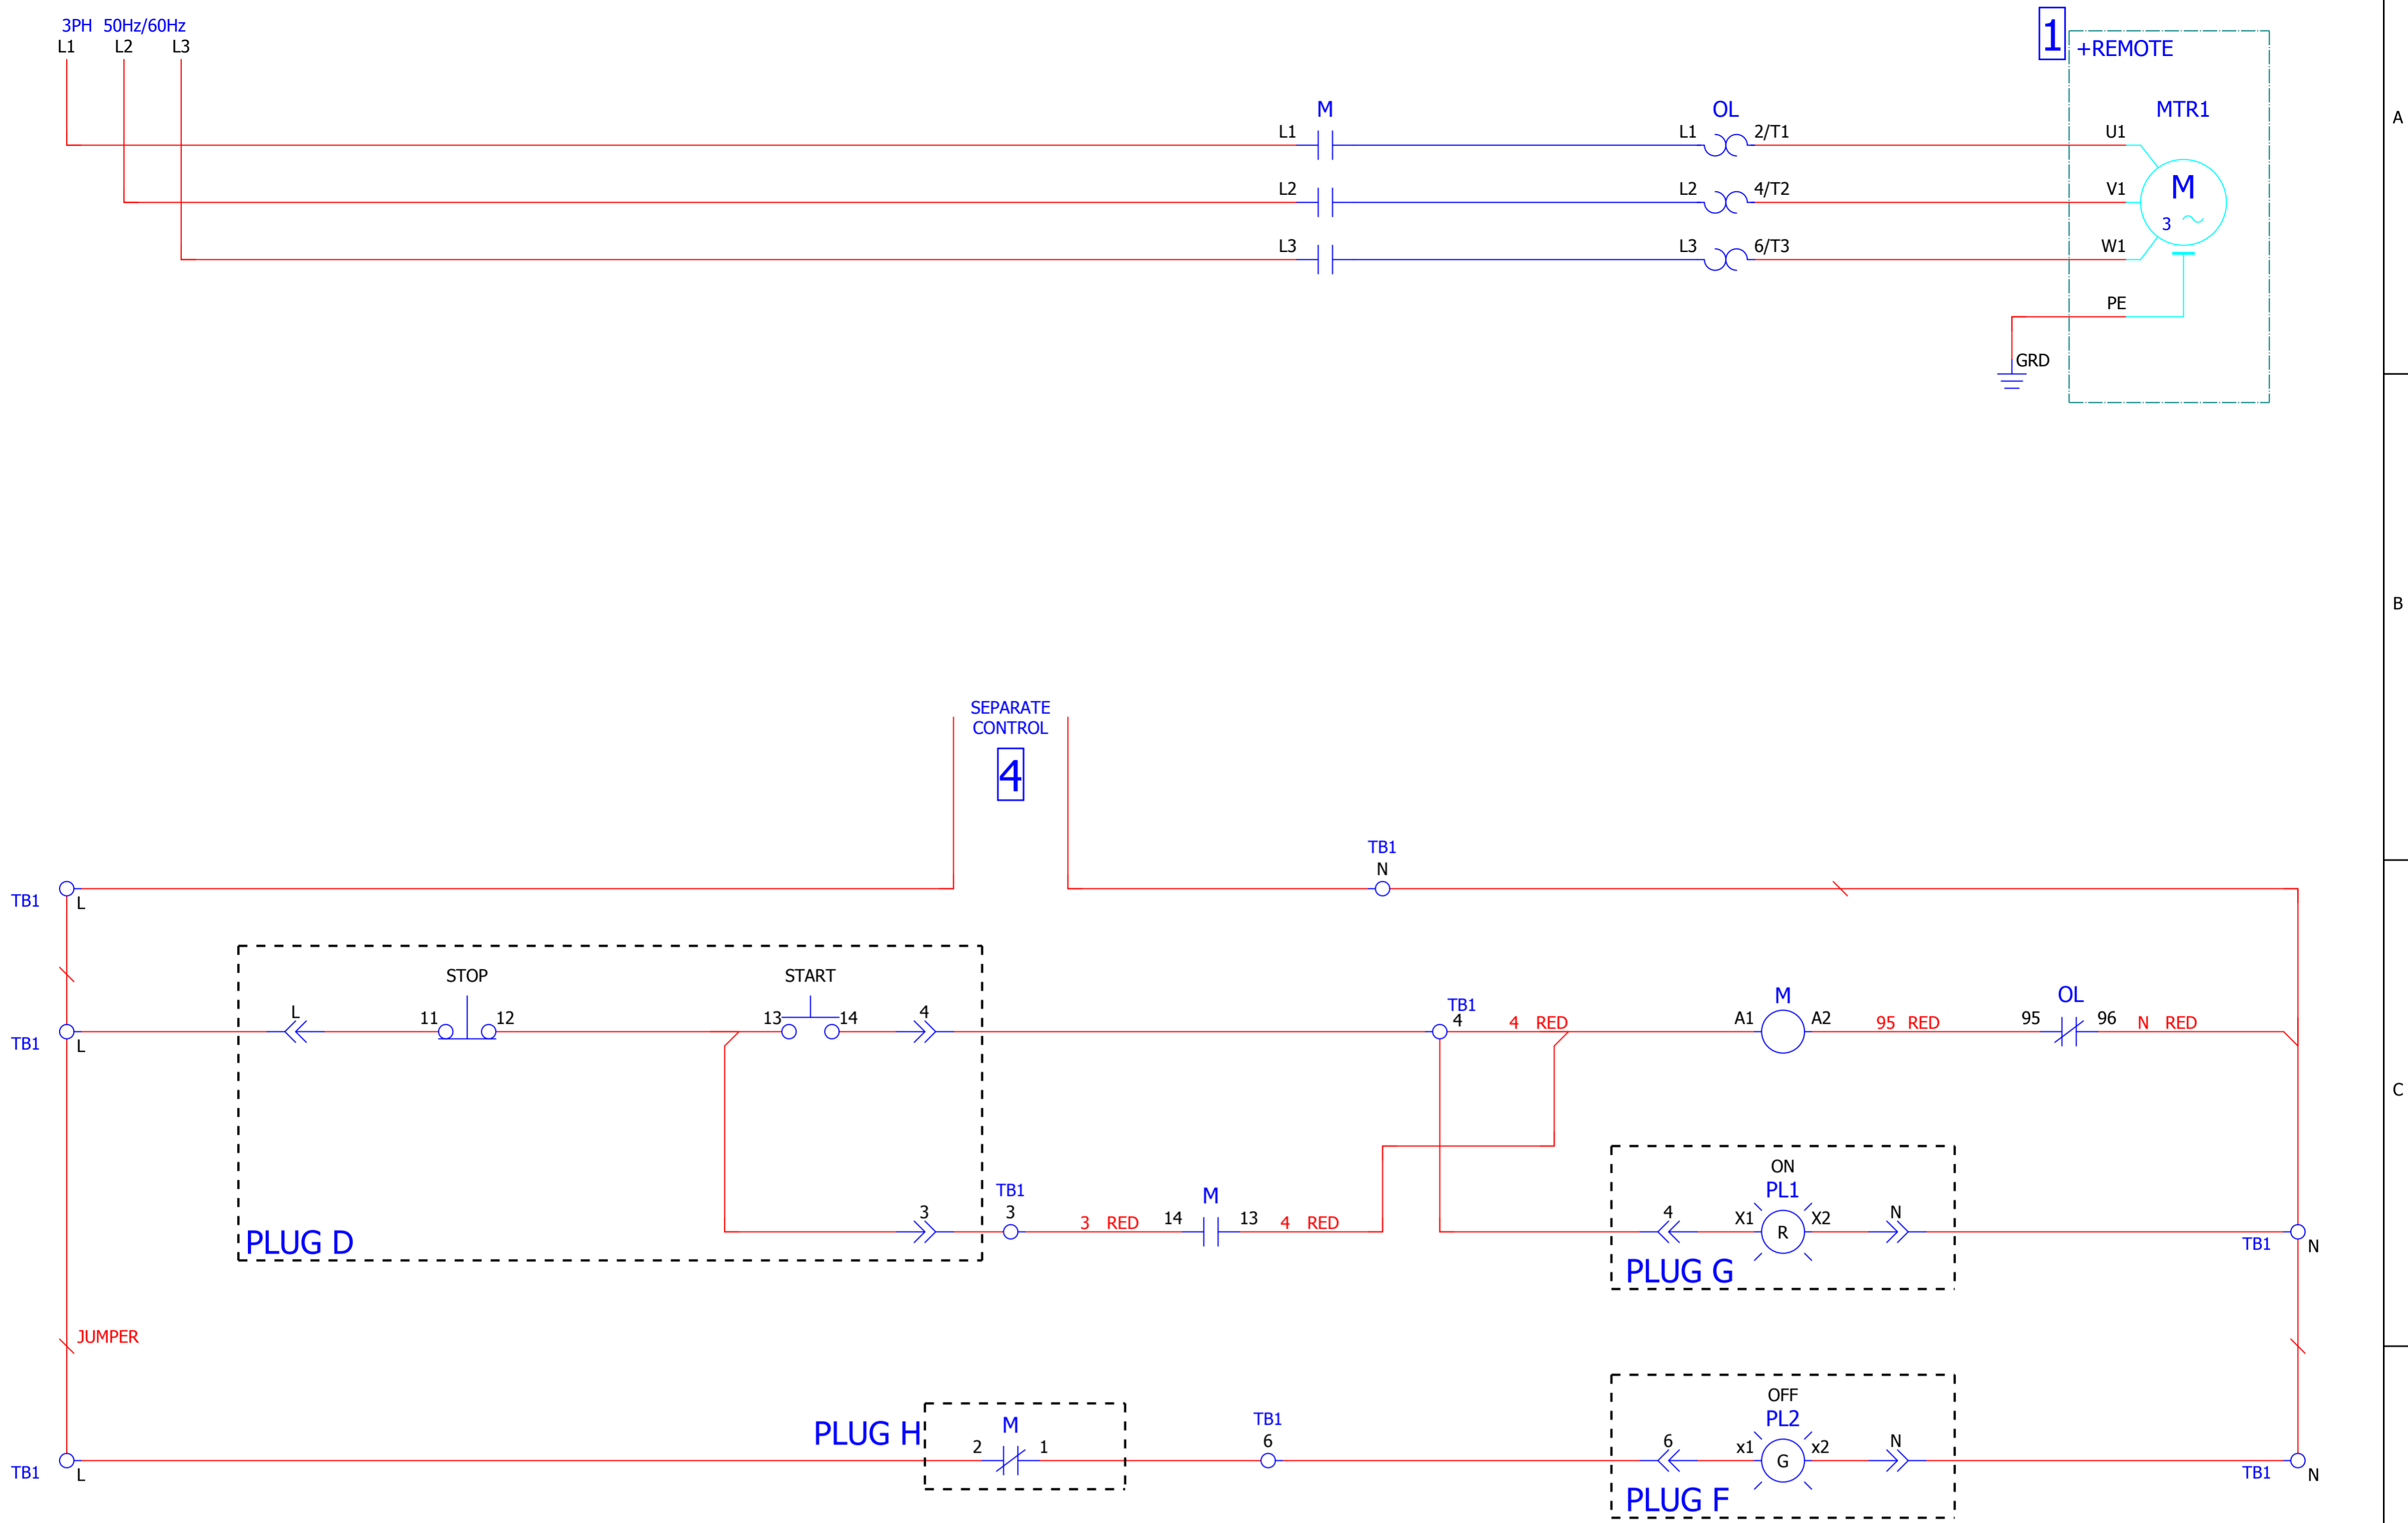 3PH 50Hz/60Hz
L1 L2 L3
1 +REMOTE
M OL MTR1
L1 L1 2/T1 U1
A
L2 L2 4/T2 V1
M
3
L3 L3 6/T3 W1
PE
GRD
B
SEPARATE
CONTROL
4
TB1
N
TB1 L
STOP START
M OL
L 11 12 13 14 4 TB1 4 4 RED A1 A2 95 RED 95 96 N RED
TB1 L
C
ON
TB1 M PL1
3 3 3 RED 14 13 4 RED 4 X1 X2 N
R
PLUG D TB1 N
PLUG G
JUMPER
OFF
PLUG H M TB1 PL2
2 1 6 6 x1 x2 N
G
TB1 L TB1 N
PLUG F